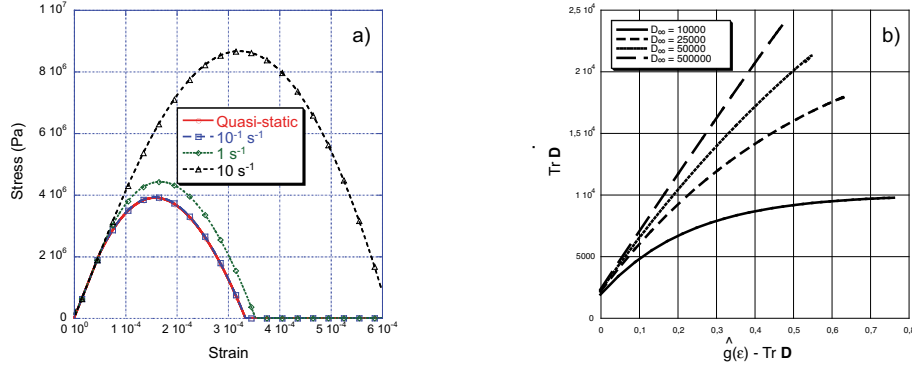 1 10⁷
8 10⁶
6 10⁶
4 10⁶
2 10⁶
0
0 10⁰ 1 10⁻⁴ 2 10⁻⁴ 3 10⁻⁴ 4 10⁻⁴ 5 10⁻⁴ 6 10⁻⁴
Stress (Pa)
Strain
a)
Quasi-static
10⁻¹ s⁻¹
1 s⁻¹
10 s⁻¹
2,5 10⁴
2 10⁴
1,5 10⁴
1 10⁴
5000
0
0 0,1 0,2 0,3 0,4 0,5 0,6 0,7 0,8
Tr Ḋ
ĝ(ε) - Tr D
b)
D∞ = 10000
D∞ = 25000
D∞ = 50000
D∞ = 500000